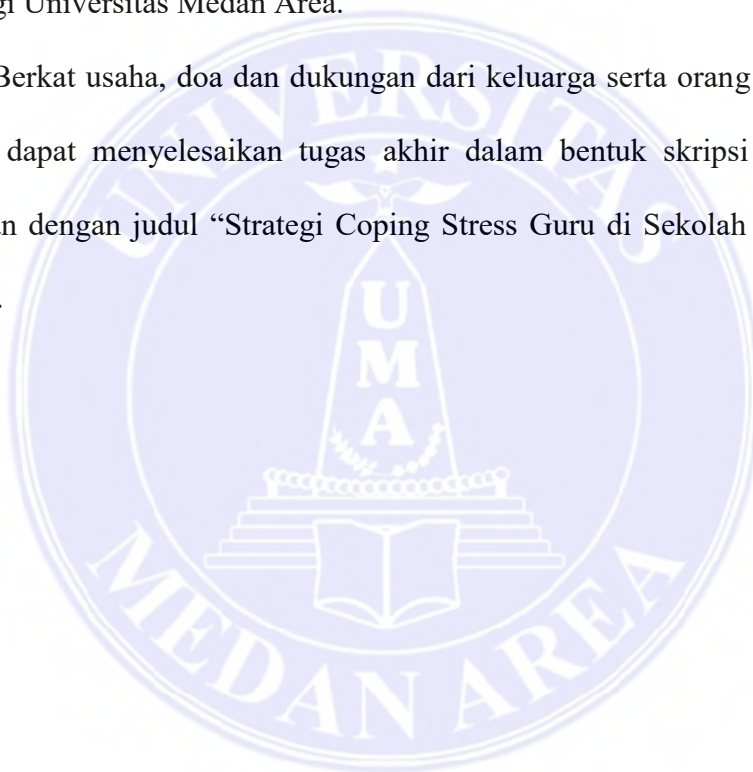 gi Universitas Medan Area.
Berkat usaha, doa dan dukungan dari keluarga serta orang
dapat menyelesaikan tugas akhir dalam bentuk skripsi
n dengan judul “Strategi Coping Stress Guru di Sekolah
.
UNIVERSITAS
U
M
A
MEDAN AREA